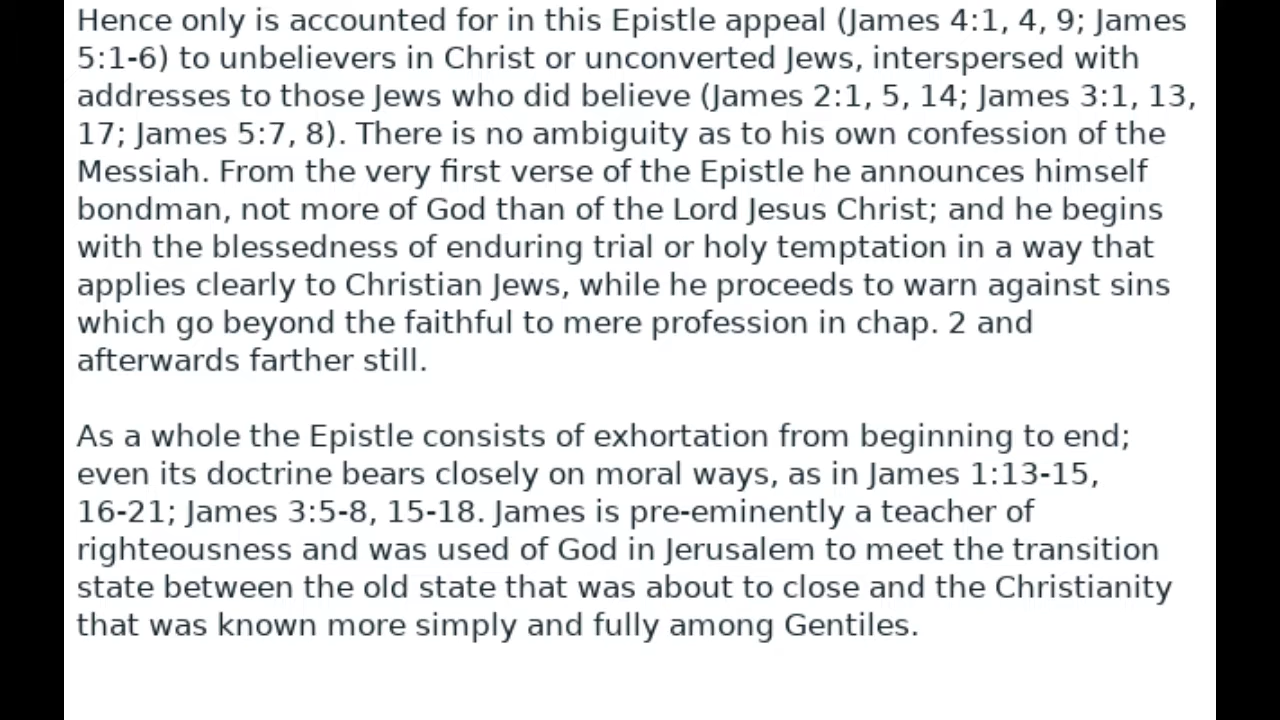 Hence only is accounted for in this Epistle appeal (James 4:1, 4, 9; James
5:1-6) to unbelievers in Christ or unconverted Jews, interspersed with
addresses to those Jews who did believe (James 2:1, 5, 14; James 3:1, 13,
17; James 5:7, 8). There is no ambiguity as to his own confession of the
Messiah. From the very first verse of the Epistle he announces himself
bondman, not more of God than of the Lord Jesus Christ; and he begins
with the blessedness of enduring trial or holy temptation in a way that
applies clearly to Christian Jews, while he proceeds to warn against sins
which go beyond the faithful to mere profession in chap. 2 and
afterwards farther still.
As a whole the Epistle consists of exhortation from beginning to end;
even its doctrine bears closely on moral ways, as in James 1:13-15,
16-21; James 3:5-8, 15-18. James is pre-eminently a teacher of
righteousness and was used of God in Jerusalem to meet the transition
state between the old state that was about to close and the Christianity
that was known more simply and fully among Gentiles.